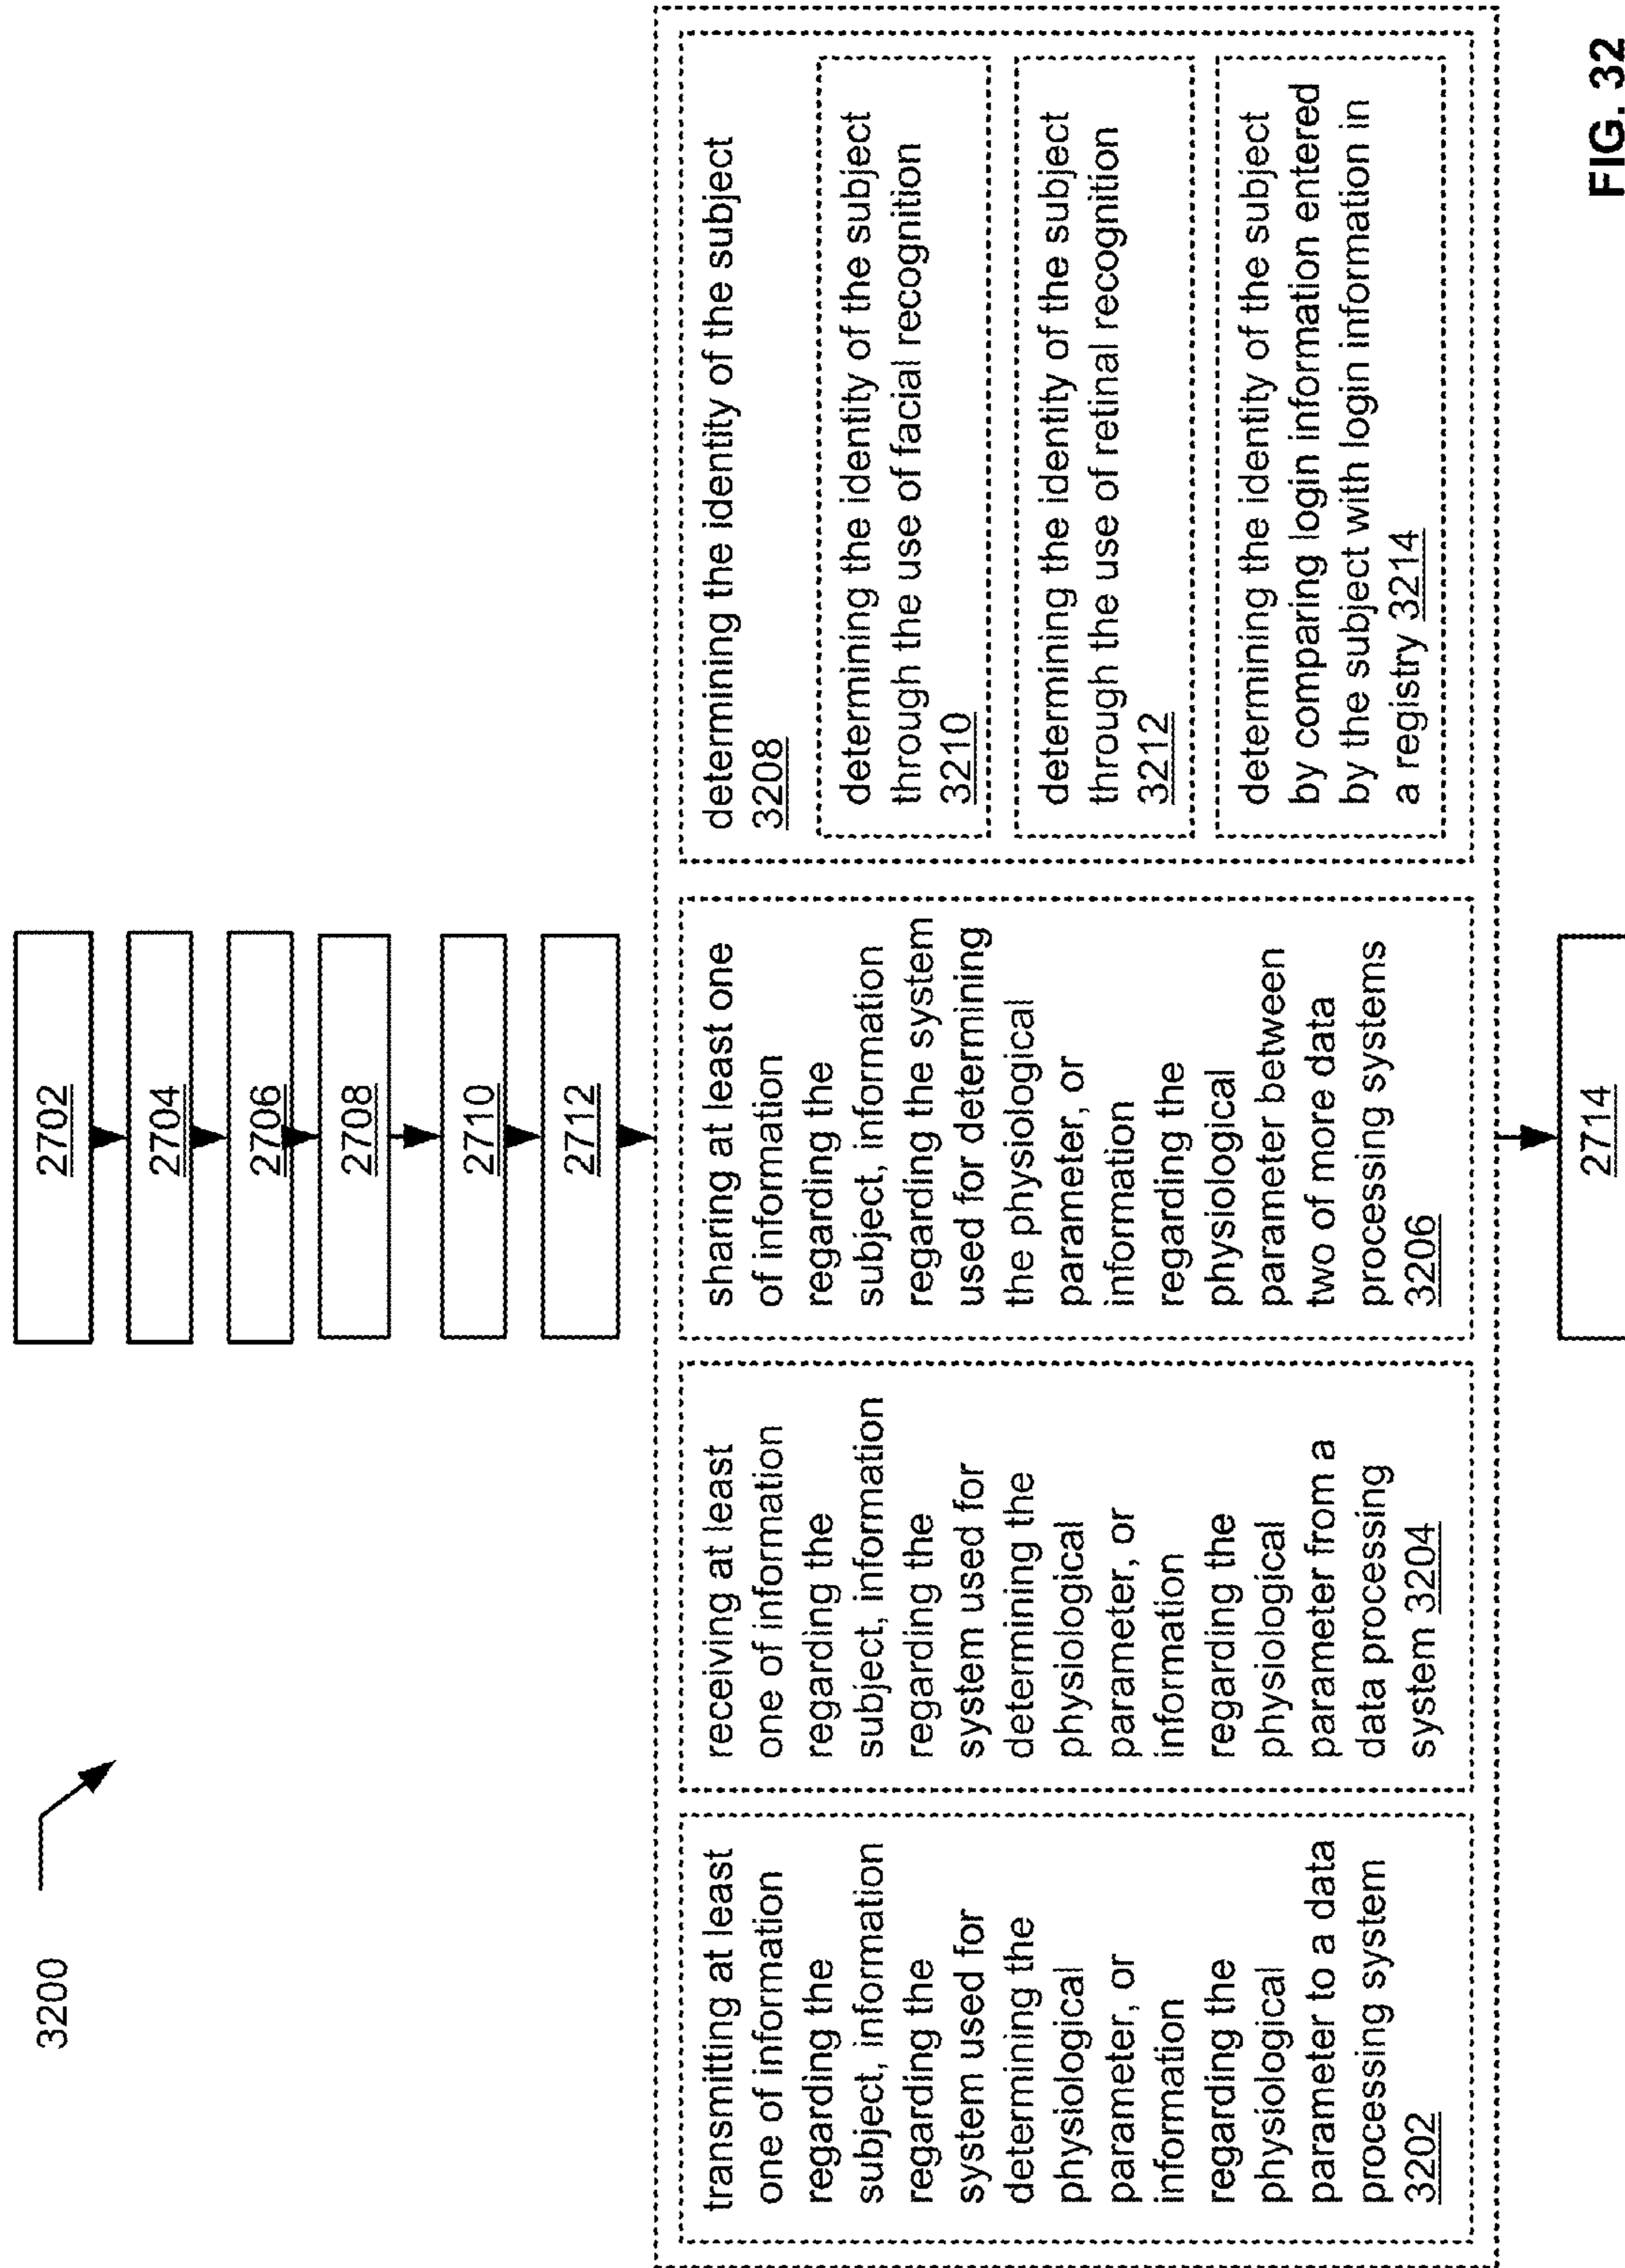 3200
2702
2704
2706
2708
2710
2712
transmitting at least
one of information
regarding the
subject, information
regarding the
system used for
determining the
physiological
parameter, or
information
regarding the
physiological
parameter to a data
processing system
3202
receiving at least
one of information
regarding the
subject, information
regarding the
system used for
determining the
physiological
parameter, or
information
regarding the
physiological
parameter from a
data processing
system 3204
sharing at least one
of information
regarding the
subject, information
regarding the system
used for determining
the physiological
parameter, or
information
regarding the
physiological
parameter between
two of more data
processing systems
3206
determining the identity of the subject
3208
determining the identity of the subject
through the use of facial recognition
3210
determining the identity of the subject
through the use of retinal recognition
3212
determining the identity of the subject
by comparing login information entered
by the subject with login information in
a registry 3214
2714
FIG. 32